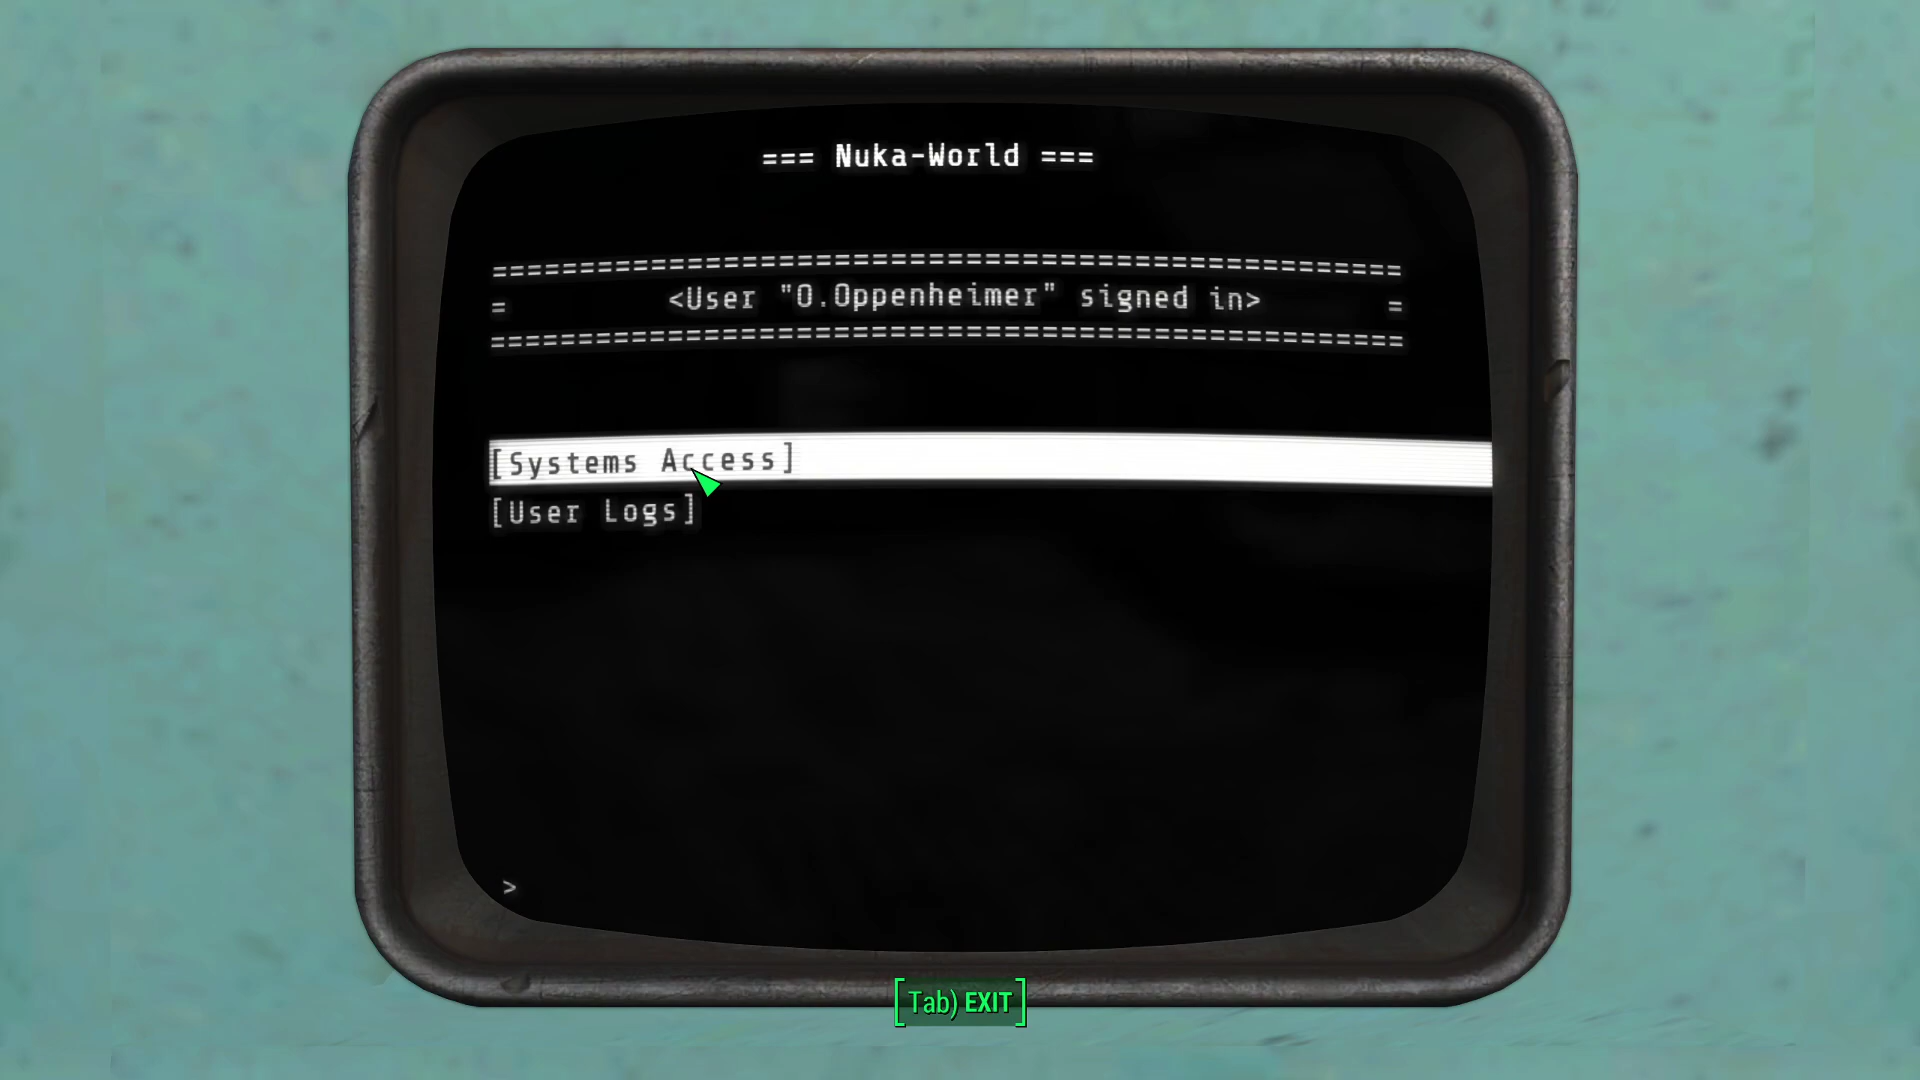 === Nuka-World ===
==================================================
= <User "O.Oppenheimer" signed in> =
==================================================
[Systems Access]
[User Logs]
>
[Tab) EXIT]